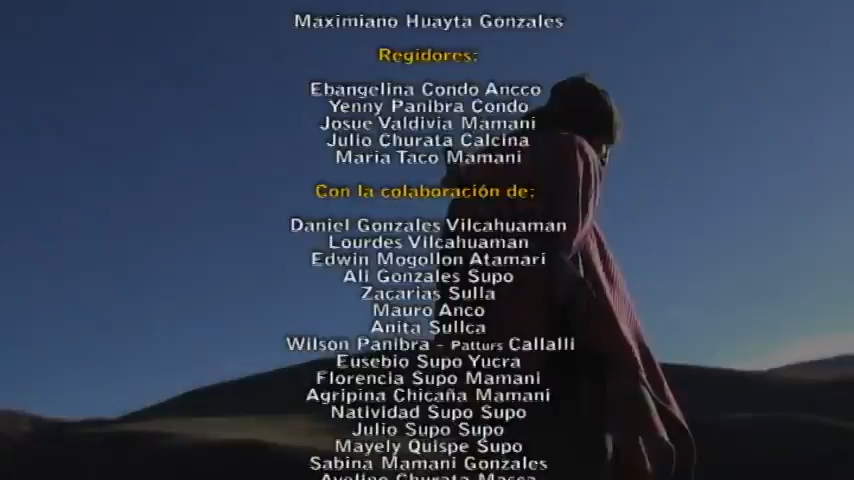 Maximiano Huayta Gonzales
Regidores:
Ebangelina Condo Ancco
Yenny Panibra Condo
Josue Valdivia Mamani
Julio Churata Calcina
Maria Taco Mamani
Con la colaboración de:
Daniel Gonzales Vilcahuaman
Lourdes Vilcahuaman
Edwin Mogollon Atamari
Ali Gonzales Supo
Zacarias Sulla
Mauro Anco
Anita Sullca
Wilson Panibra - Patturs Callalli
Eusebio Supo Yucra
Florencia Supo Mamani
Agripina Chicaña Mamani
Natividad Supo Supo
Julio Supo Supo
Mayely Quispe Supo
Sabina Mamani Gonzales
Avelino Churata